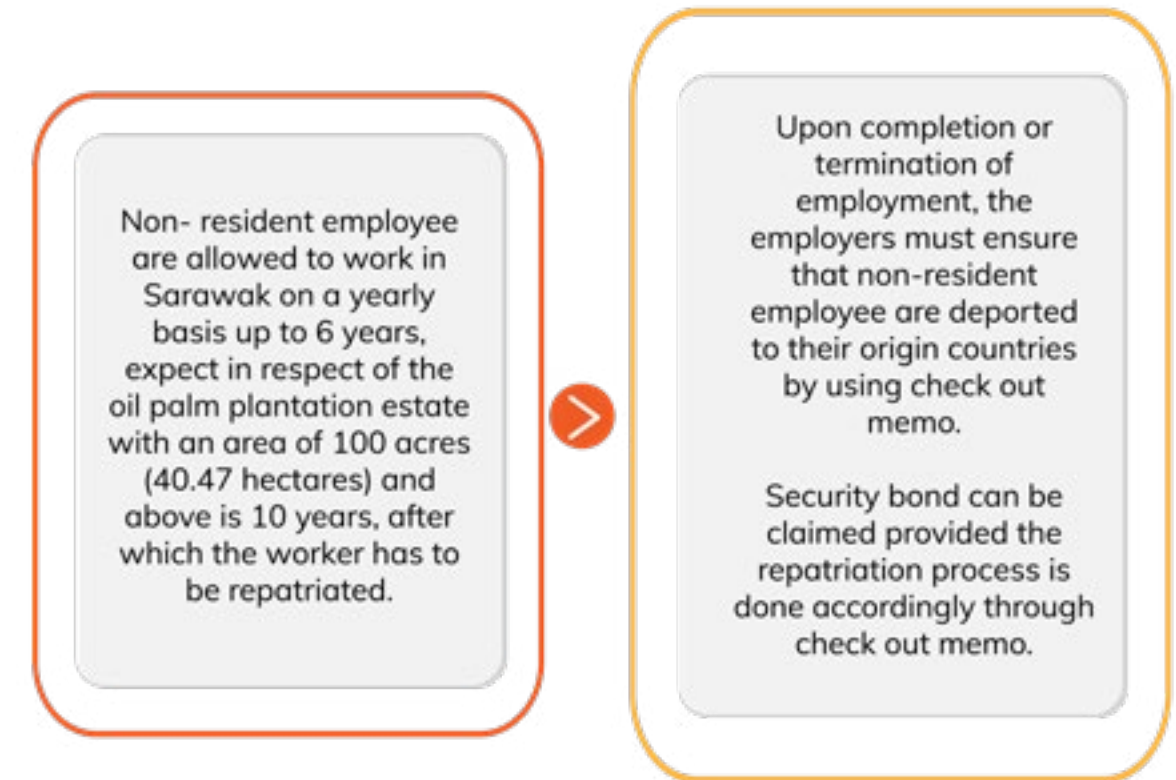 Non- resident employee
are allowed to work in
Sarawak on a yearly
basis up to 6 years,
expect in respect of the
oil palm plantation estate
with an area of 100 acres
(40.47 hectares) and
above is 10 years, after
which the worker has to
be repatriated.
Upon completion or
termination of
employment, the
employers must ensure
that non-resident
employee are deported
to their origin countries
by using check out
memo.
Security bond can be
claimed provided the
repatriation process is
done accordingly through
check out memo.